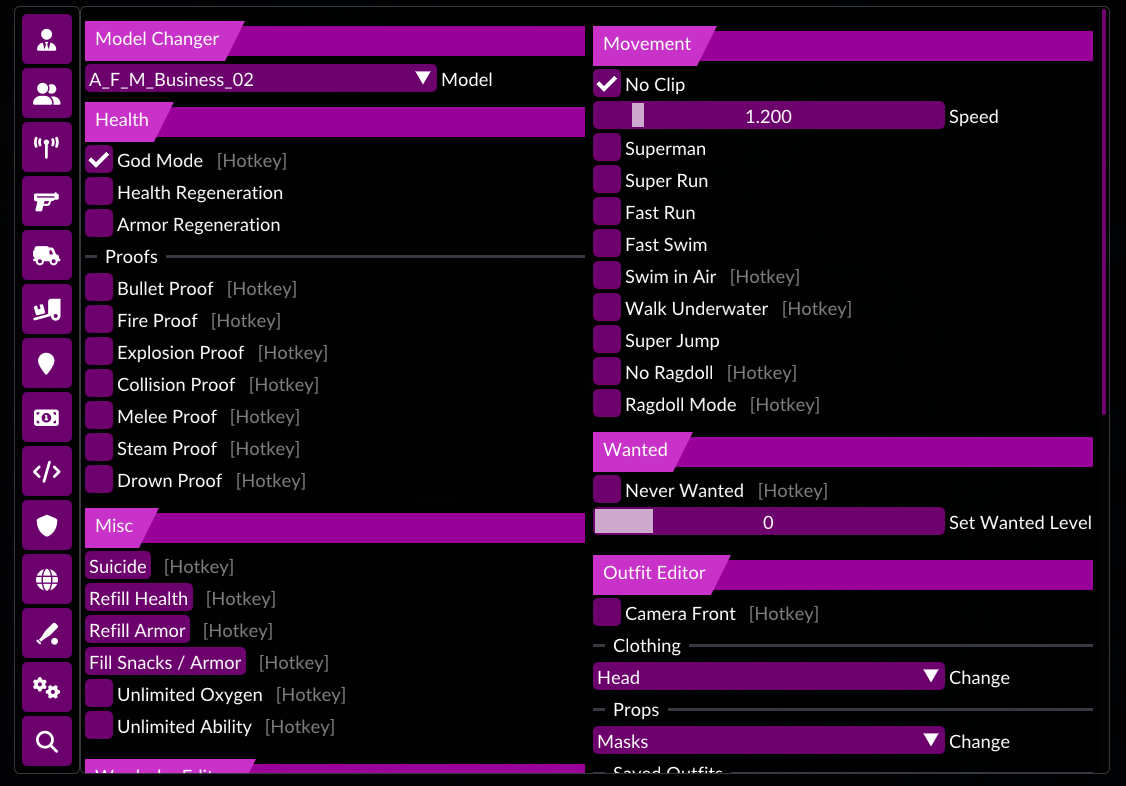 Model Changer
A_F_M_Business_02 Model
Health
God Mode [Hotkey]
Health Regeneration
Armor Regeneration
Proofs
Bullet Proof [Hotkey]
Fire Proof [Hotkey]
Explosion Proof [Hotkey]
Collision Proof [Hotkey]
Melee Proof [Hotkey]
Steam Proof [Hotkey]
Drown Proof [Hotkey]
Misc
Suicide [Hotkey]
Refill Health [Hotkey]
Refill Armor [Hotkey]
Fill Snacks / Armor [Hotkey]
Unlimited Oxygen [Hotkey]
Unlimited Ability [Hotkey]
Movement
No Clip
1.200 Speed
Superman
Super Run
Fast Run
Fast Swim
Swim in Air [Hotkey]
Walk Underwater [Hotkey]
Super Jump
No Ragdoll [Hotkey]
Ragdoll Mode [Hotkey]
Wanted
Never Wanted [Hotkey]
0 Set Wanted Level
Outfit Editor
Camera Front [Hotkey]
Clothing
Head Change
Props
Masks Change
Saved Outfits